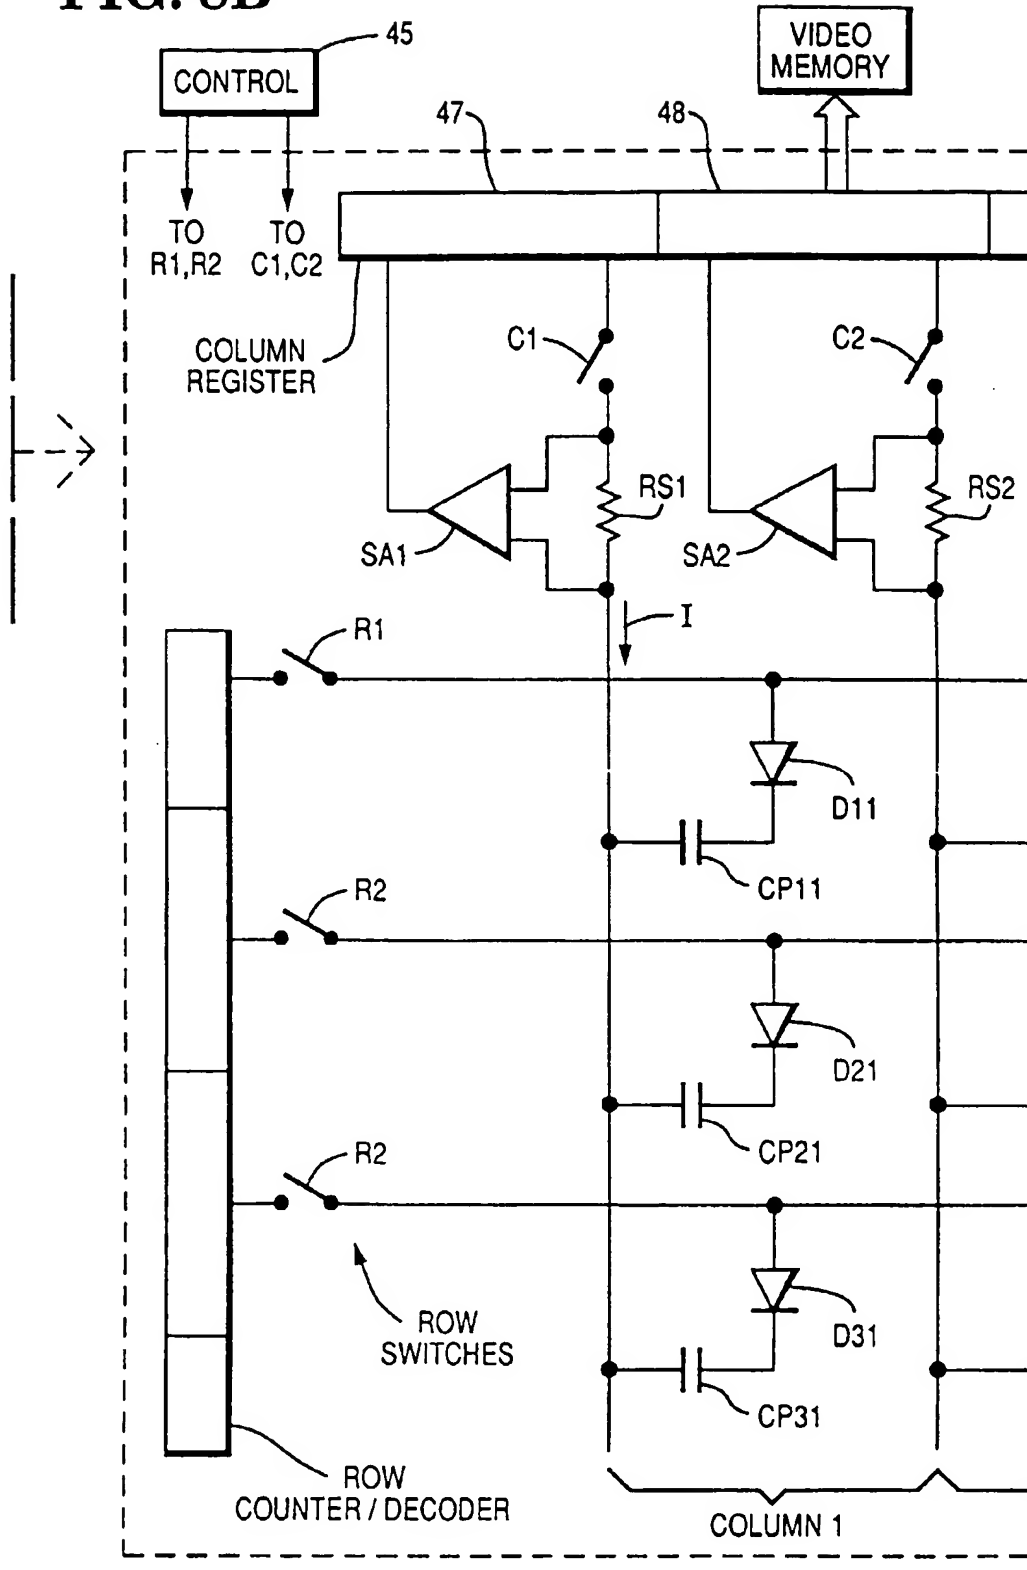 45
CONTROL
VIDEO
MEMORY
47
48
TO
R1,R2
TO
C1,C2
COLUMN
REGISTER
C1
C2
RS1
RS2
SA1
SA2
I
R1
D11
CP11
R2
D21
CP21
R2
D31
CP31
ROW
SWITCHES
ROW
COUNTER / DECODER
COLUMN 1